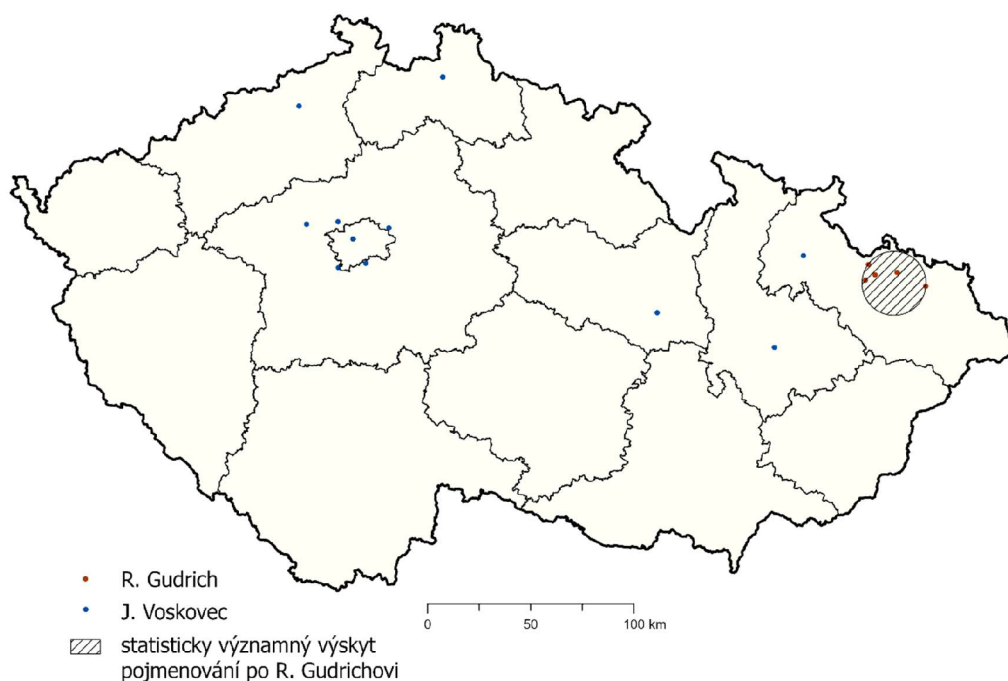 R. Gudrich
J. Voskovec
statisticky významný výskyt
pojmenování po R. Gudrichovi
0 50 100 km